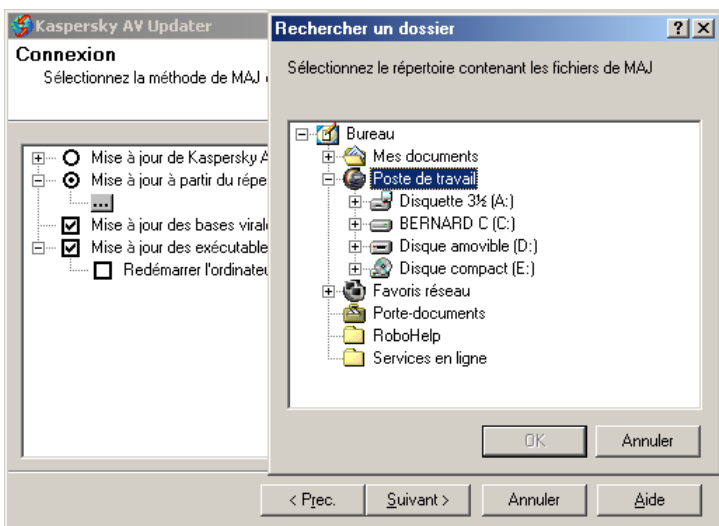 Kaspersky AV Updater
Connexion
Sélectionnez la méthode de MAJ
Mise à jour de Kaspersky A
Mise à jour à partir du répe
...
Mise à jour des bases viral
Mise à jour des exécutable
Redémarrer l'ordinateu
Rechercher un dossier
Sélectionnez le répertoire contenant les fichiers de MAJ
Bureau
Mes documents
Poste de travail
Disquette 3½ (A:)
BERNARD C (C:)
Disque amovible (D:)
Disque compact (E:)
Favoris réseau
Porte-documents
RoboHelp
Services en ligne
OK
Annuler
< Prec.
Suivant >
Annuler
Aide